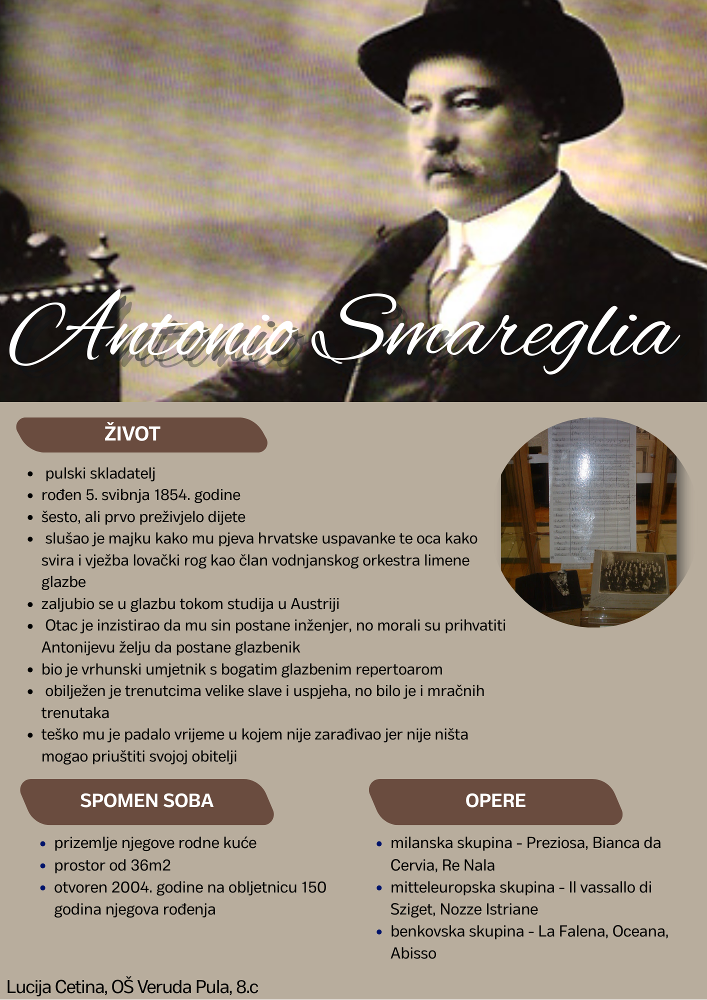 Antonio Smareglia
ŽIVOT
• pulski skladatelj
• rođen 5. svibnja 1854. godine
• šesto, ali prvo preživjelo dijete
• slušao je majku kako mu pjeva hrvatske uspavanke te oca kako
svira i vježba lovački rog kao član vodnjanskog orkestra limene
glazbe
• zaljubio se u glazbu tokom studija u Austriji
• Otac je inzistirao da mu sin postane inženjer, no morali su prihvatiti
Antonijevu želju da postane glazbenik
• bio je vrhunski umjetnik s bogatim glazbenim repertoarom
• obilježen je trenutcima velike slave i uspjeha, no bilo je i mračnih
trenutaka
• teško mu je padalo vrijeme u kojem nije zarađivao jer nije ništa
mogao priuštiti svojoj obitelji
SPOMEN SOBA
• prizemlje njegove rodne kuće
• prostor od 36m2
• otvoren 2004. godine na obljetnicu 150
godina njegova rođenja
OPERE
• milanska skupina - Preziosa, Bianca da
Cervia, Re Nala
• mitteleuropska skupina - Il vassallo di
Sziget, Nozze Istriane
• benkovska skupina - La Falena, Oceana,
Abisso
Lucija Cetina, OŠ Veruda Pula, 8.c